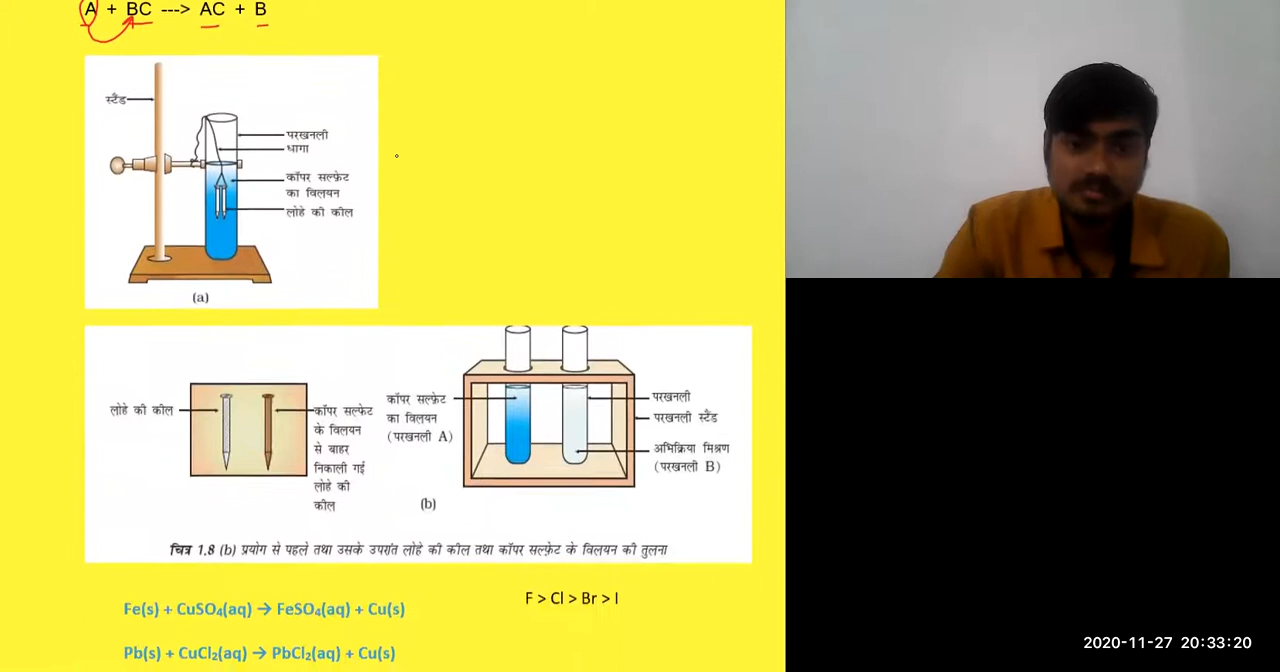 A + BC ---> AC + B
स्टैंड
परखनली
धागा
कॉपर सल्फ़ेट
का विलयन
लोहे की कील
(a)
लोहे की कील
कॉपर सल्फेट
के विलयन
से बाहर
निकाली गई
लोहे की
कील
कॉपर सल्फ़ेट
का विलयन
(परखनली A)
परखनली
परखनली स्टैंड
अभिक्रिया मिश्रण
(परखनली B)
(b)
चित्र 1.8 (b) प्रयोग से पहले तथा उसके उपरांत लोहे की कील तथा कॉपर सल्फ़ेट के विलयन की तुलना
Fe(s) + CuSO₄(aq) → FeSO₄(aq) + Cu(s)
F > Cl > Br > I
Pb(s) + CuCl₂(aq) → PbCl₂(aq) + Cu(s)
2020-11-27 20:33:20